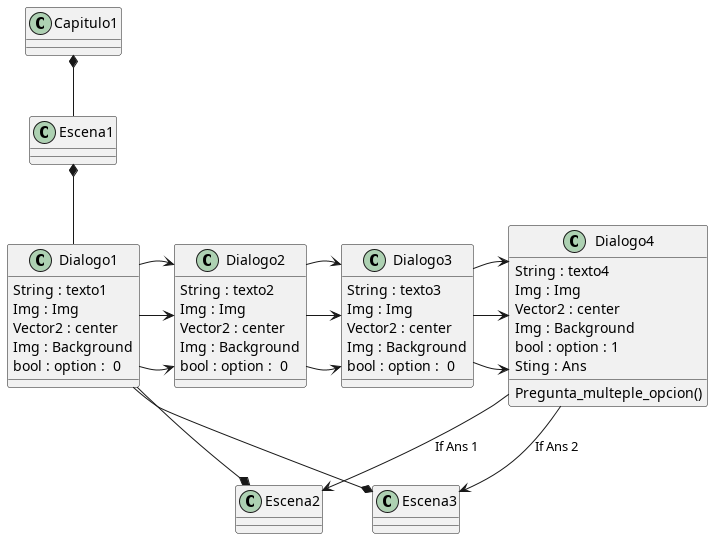 C Capitulo1
C Escena1
C Dialogo1
String : texto1
Img : Img
Vector2 : center
Img : Background
bool : option :  0
C Dialogo2
String : texto2
Img : Img
Vector2 : center
Img : Background
bool : option :  0
C Dialogo3
String : texto3
Img : Img
Vector2 : center
Img : Background
bool : option :  0
C Dialogo4
String : texto4
Img : Img
Vector2 : center
Img : Background
bool : option : 1
Sting : Ans
Pregunta_multeple_opcion()
If Ans 1
If Ans 2
C Escena2
C Escena3